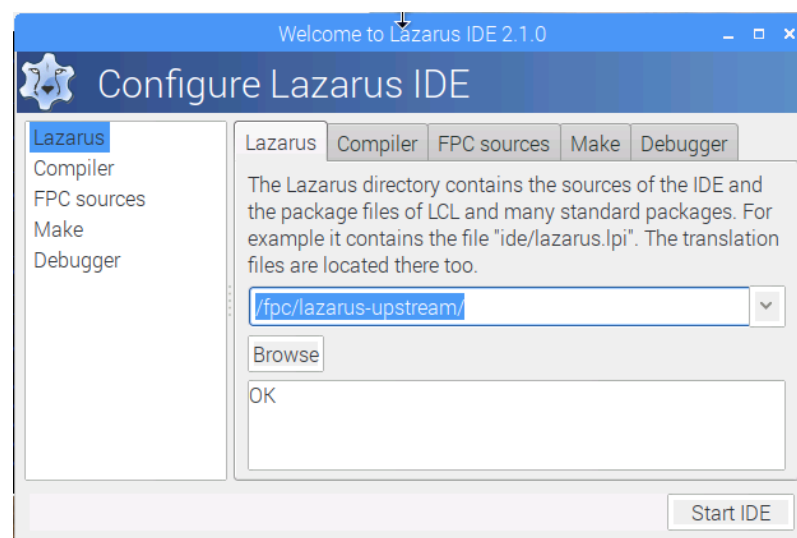 Welcome to Lazarus IDE 2.1.0
Configure Lazarus IDE
Lazarus
Compiler
FPC sources
Make
Debugger
Lazarus Compiler FPC sources Make Debugger
The Lazarus directory contains the sources of the IDE and
the package files of LCL and many standard packages. For
example it contains the file "ide/lazarus.lpi". The translation
files are located there too.
/fpc/lazarus-upstream/
Browse
OK
Start IDE